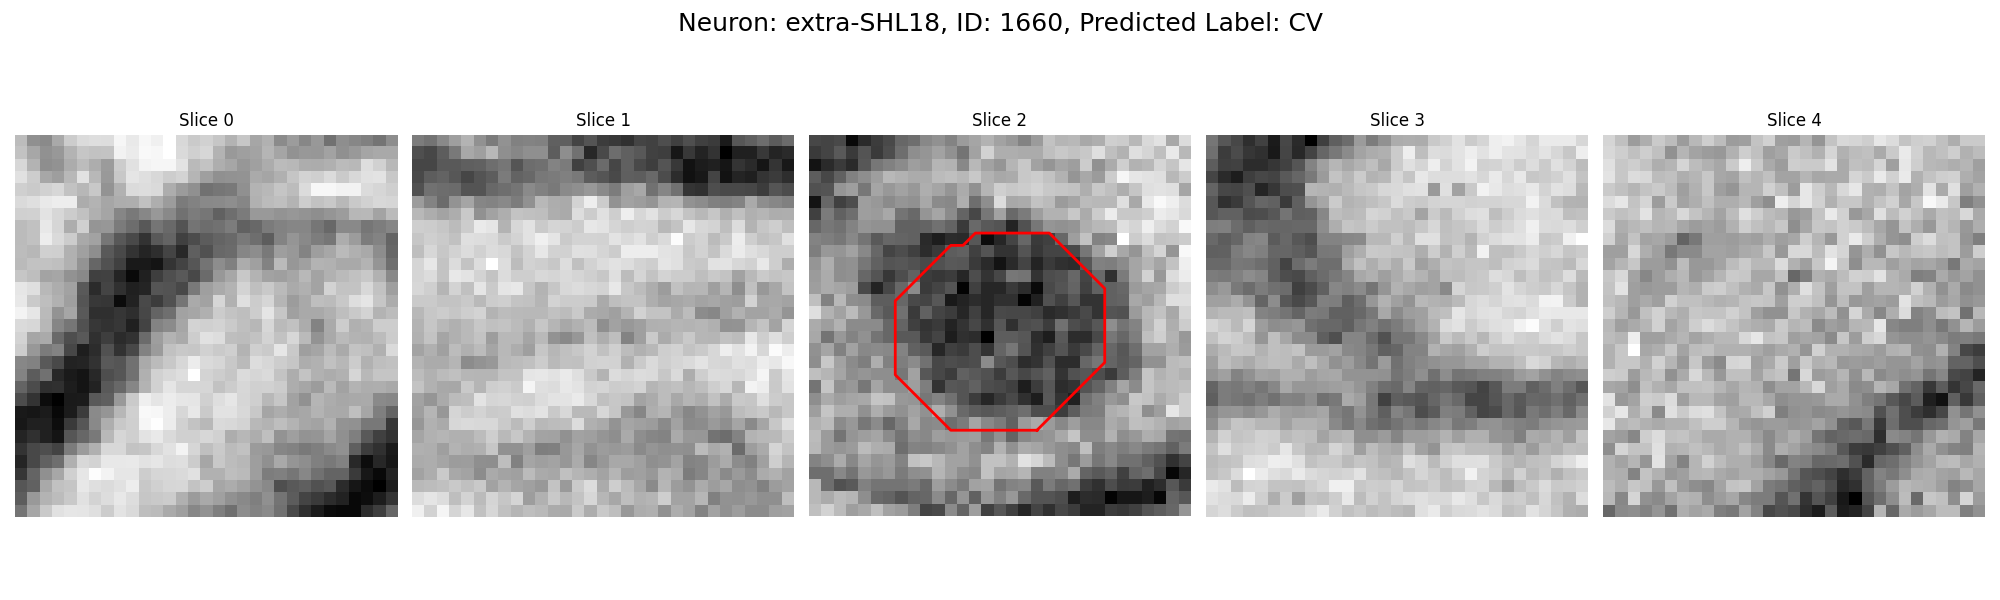 Neuron: extra-SHL18, ID: 1660, Predicted Label: CV
Slice 0
Slice 1
Slice 2
Slice 3
Slice 4